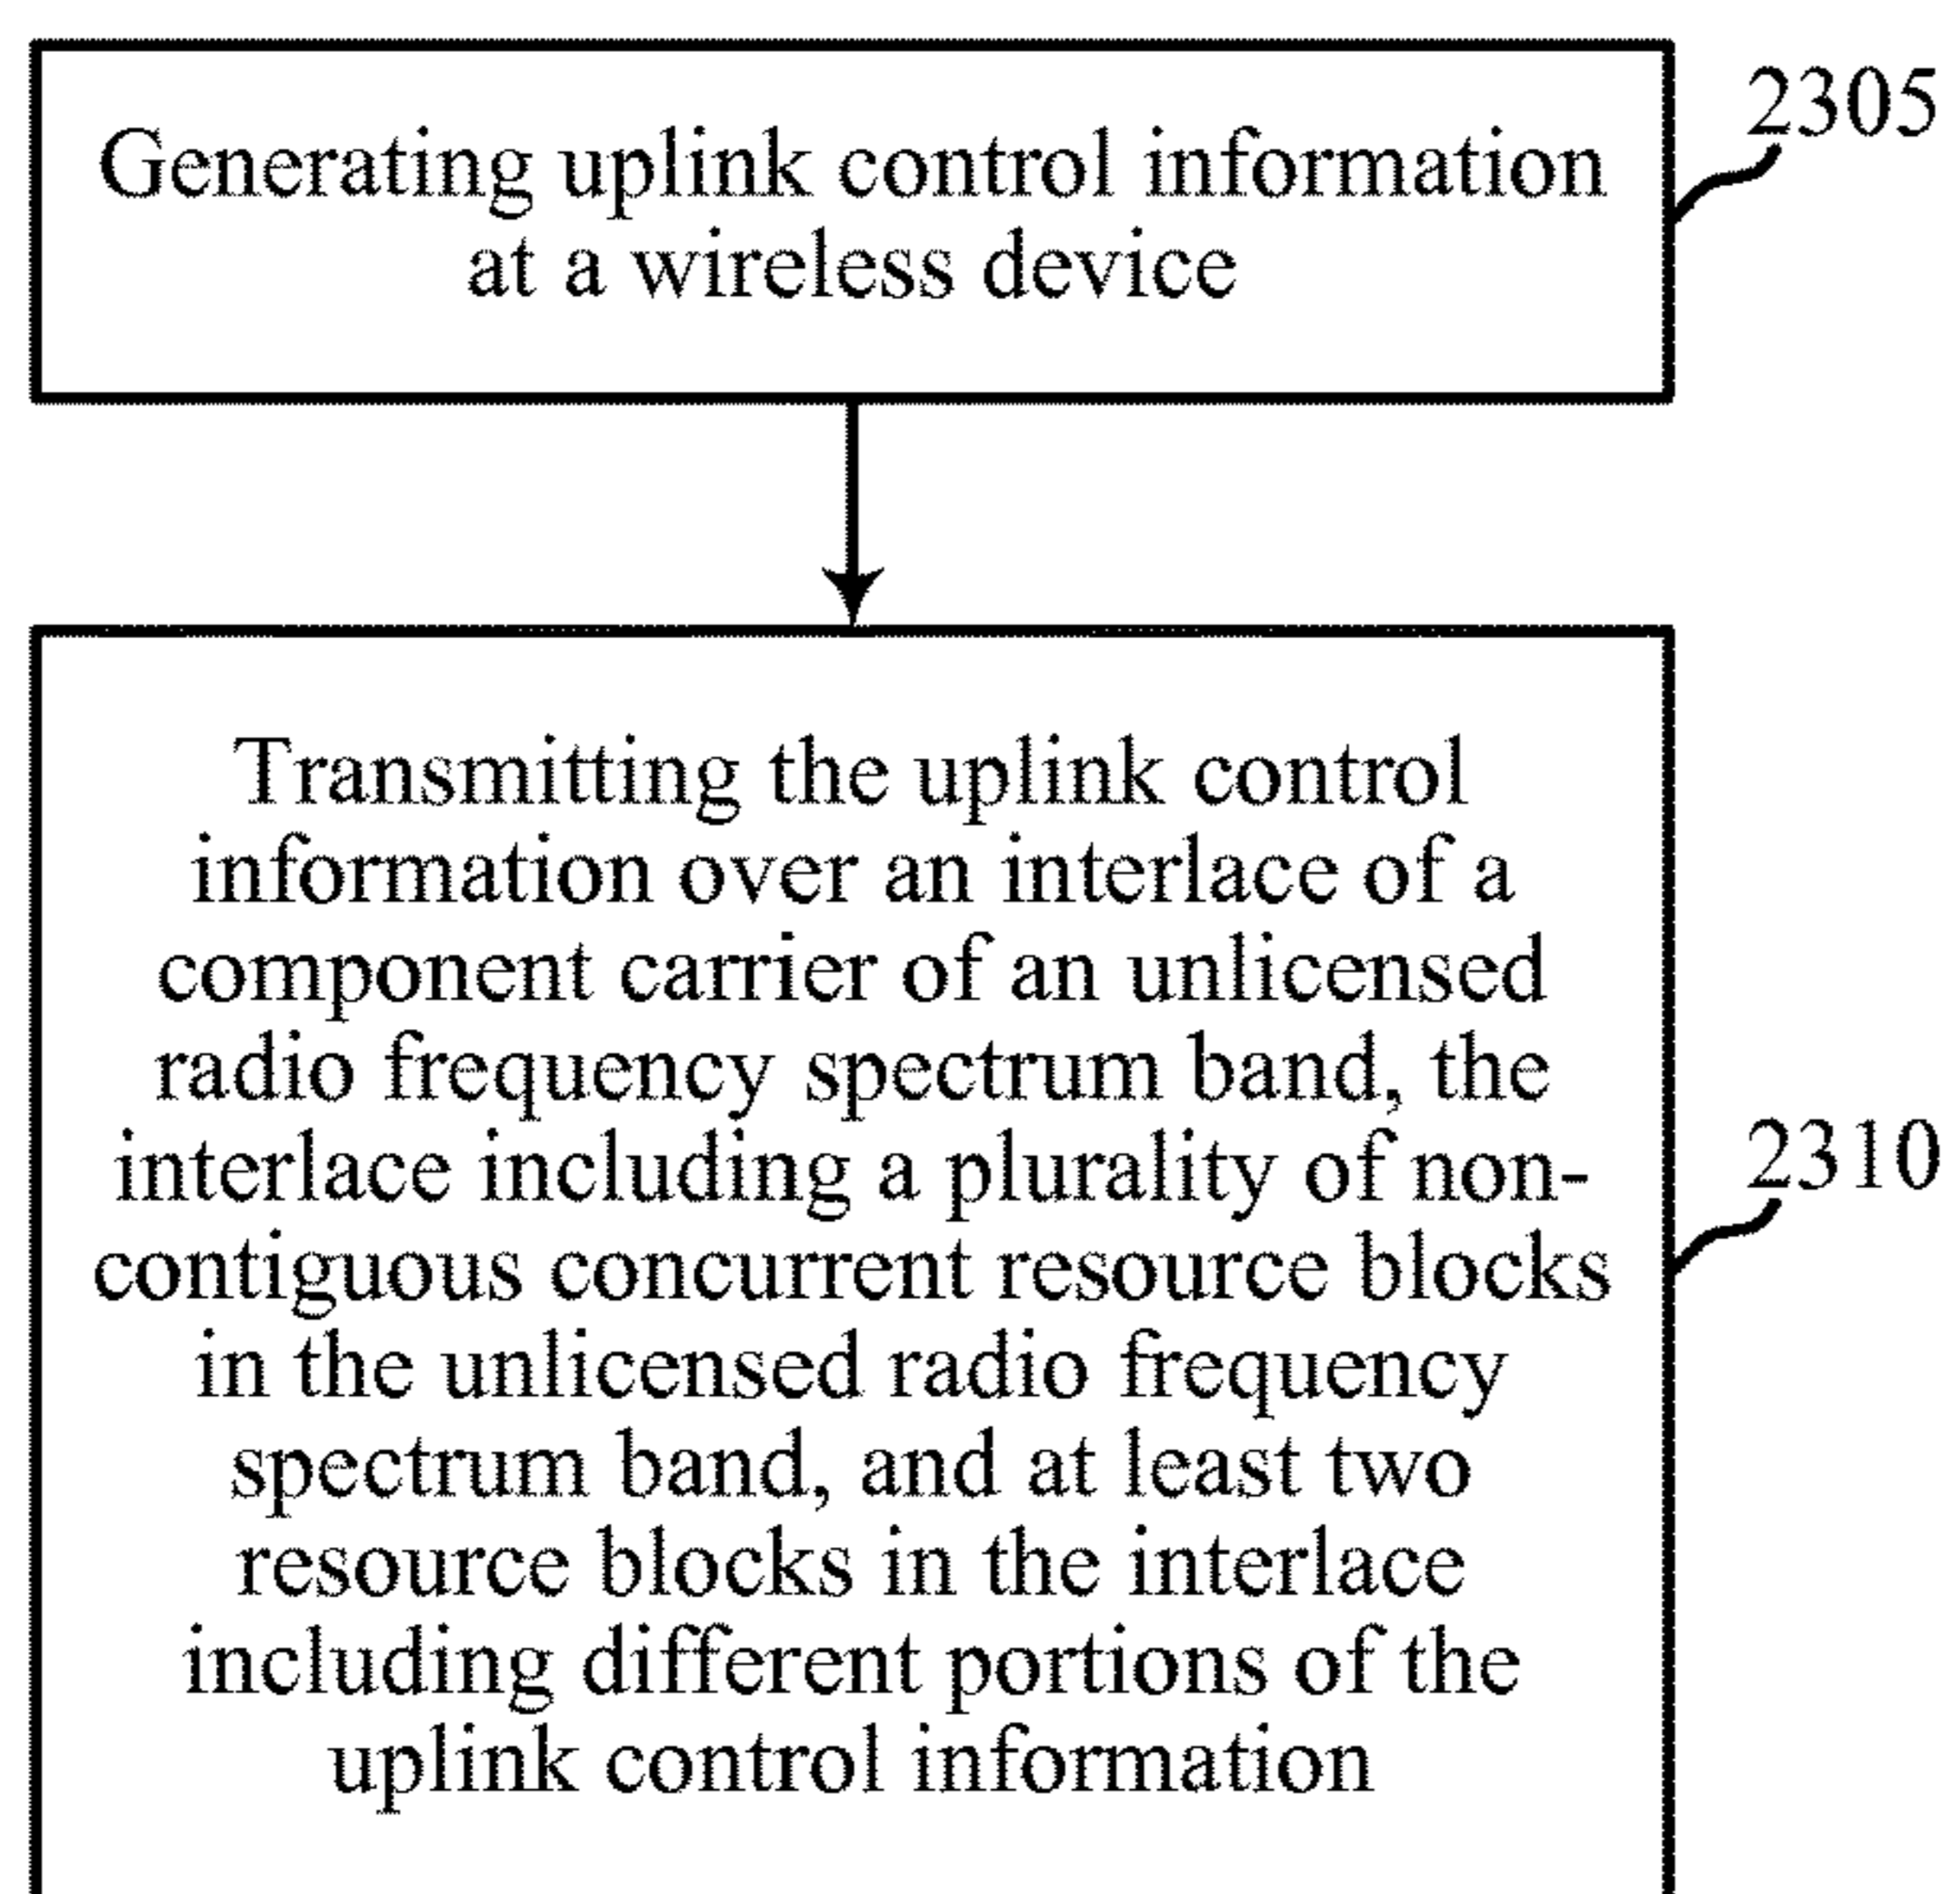 2305
Generating uplink control information
at a wireless device
Transmitting the uplink control
information over an interlace of a
component carrier of an unlicensed
radio frequency spectrum band, the
interlace including a plurality of non-
contiguous concurrent resource blocks
in the unlicensed radio frequency
spectrum band, and at least two
resource blocks in the interlace
including different portions of the
uplink control information
2310